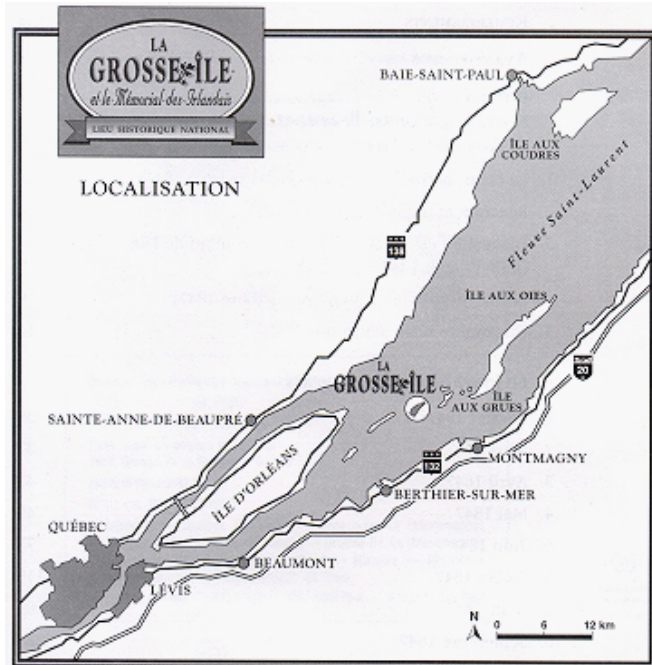 LA
GROSSE ÎLE
et le Mémorial-des-Irlandais
LIEU HISTORIQUE NATIONAL
LOCALISATION
BAIE-SAINT-PAUL
ÎLE AUX
COUDRES
Fleuve Saint-Laurent
138
ÎLE AUX OIES
20
LA
GROSSE ÎLE
ÎLE
AUX GRUES
SAINTE-ANNE-DE-BEAUPRÉ
132
MONTMAGNY
ÎLE D'ORLÉANS
BERTHIER-SUR-MER
QUÉBEC
BEAUMONT
LÉVIS
N
0 6 12 km